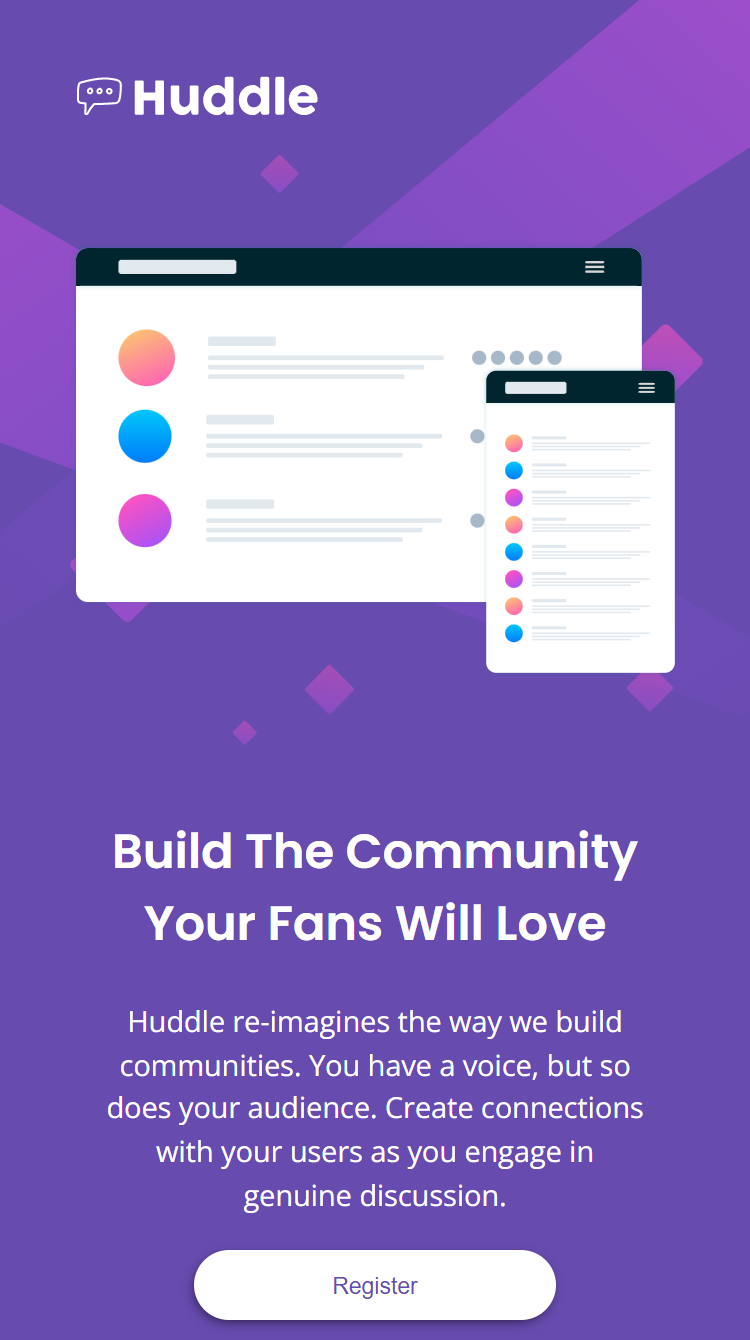 Huddle
Build The Community
Your Fans Will Love
Huddle re-imagines the way we build
communities. You have a voice, but so
does your audience. Create connections
with your users as you engage in
genuine discussion.
Register